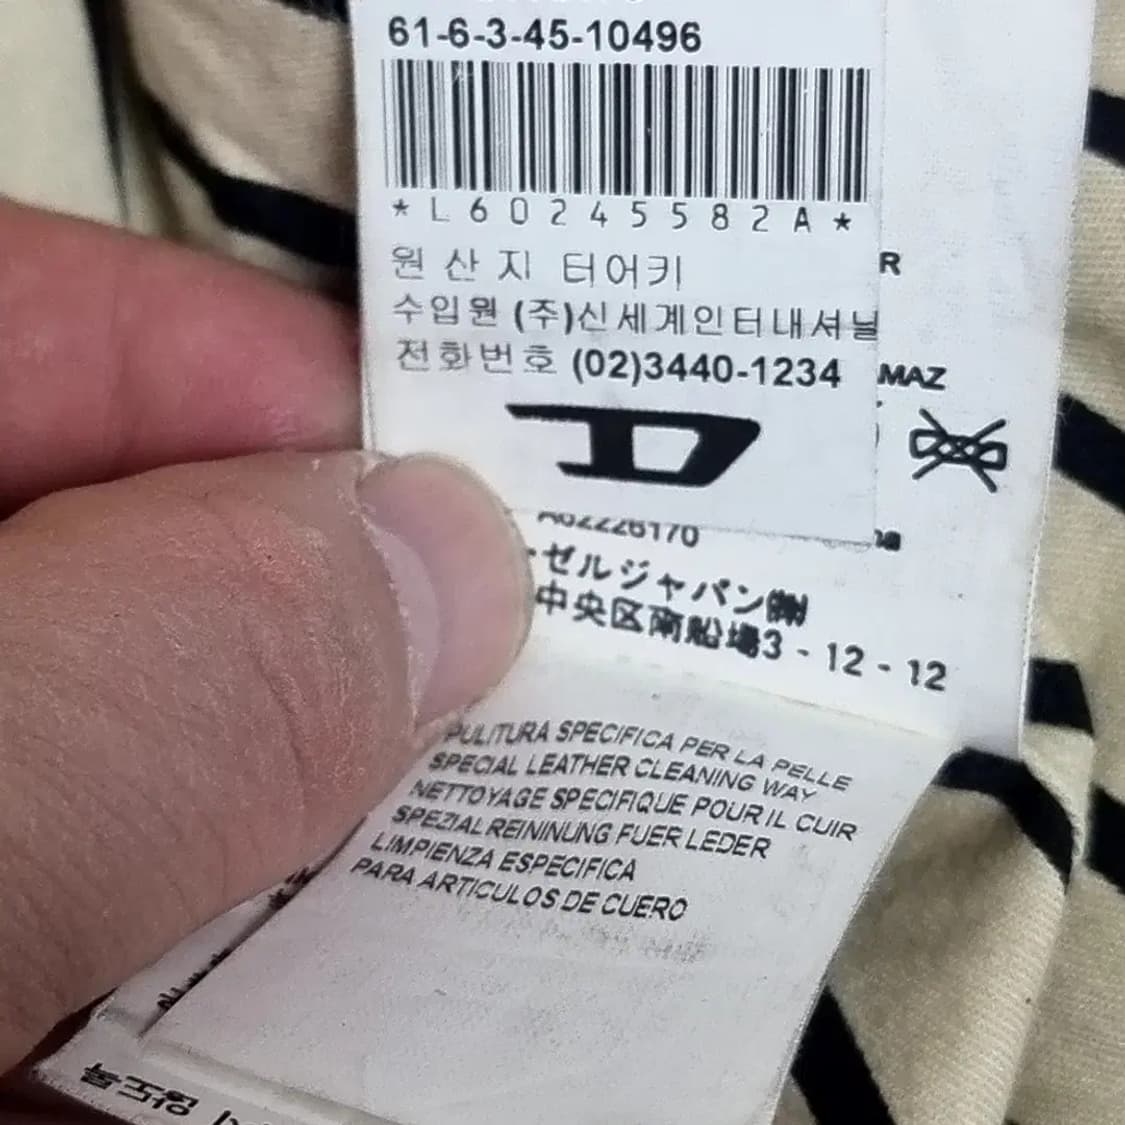 61-6-3-45-10496
*L60245582A*
원산지 터어키
수입원 (주)신세계인터내셔널
전화번호 (02)3440-1234
R
MAZ
A02226170
ーゼルジャパン㈱
中央区南船場3-12-12
PULITURA SPECIFICA PER LA PELLE
SPECIAL LEATHER CLEANING WAY
NETTOYAGE SPECIFIQUE POUR IL CUIR
SPEZIAL REININUNG FUER LEDER
LIMPIENZA ESPECIFICA
PARA ARTICULOS DE CUERO